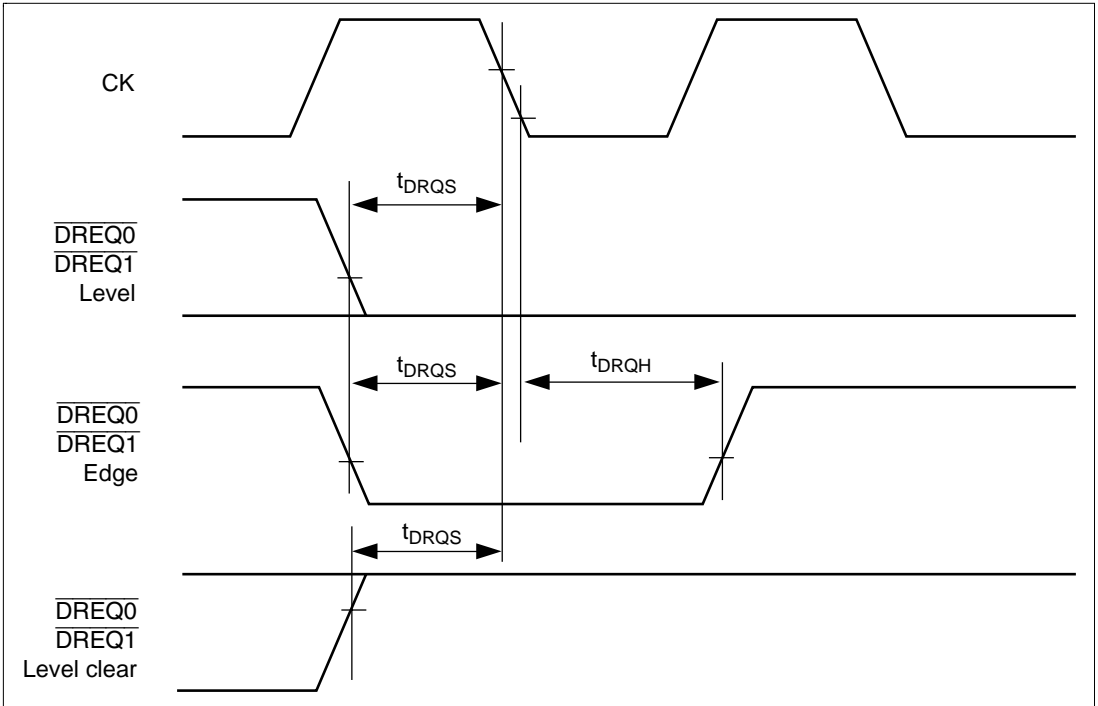 CK
tDRQS
DREQ0
DREQ1
Level
tDRQS
tDRQH
DREQ0
DREQ1
Edge
tDRQS
DREQ0
DREQ1
Level clear